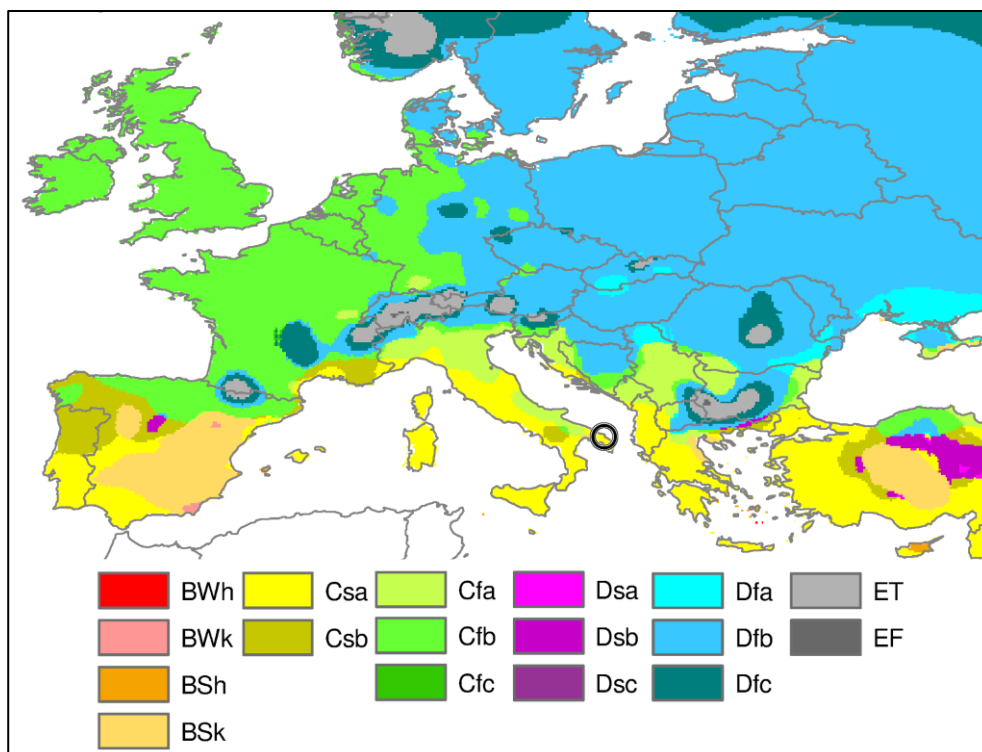 BWh Csa Cfa Dsa Dfa ET
BWk Csb Cfb Dsb Dfb EF
BSh Cfc Dsc Dfc
BSk